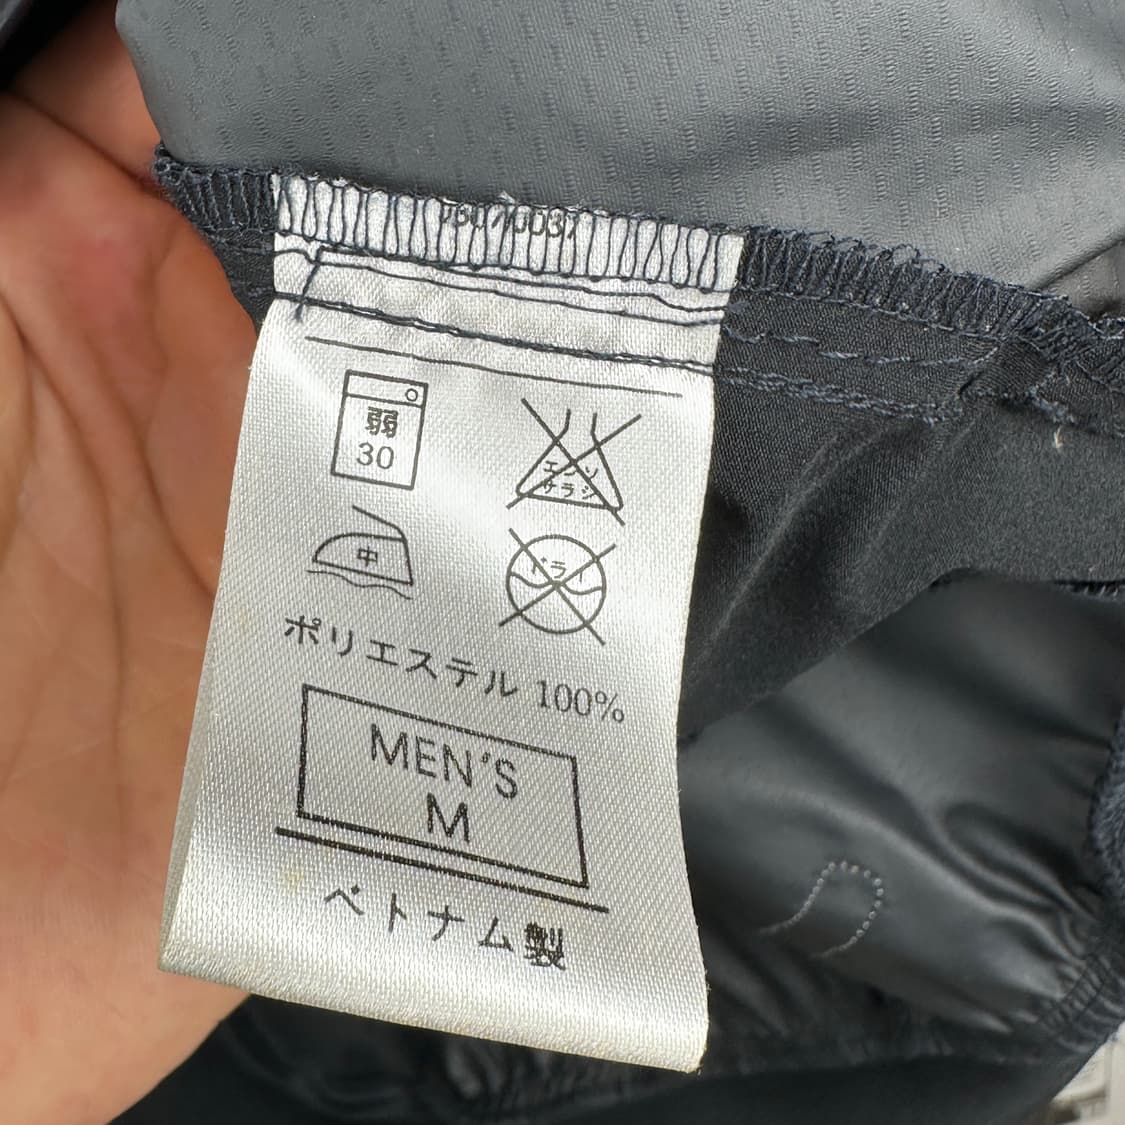 弱
30
エンソ
サラシ
中
ドライ
ポリエステル 100%
MEN'S
M
ベトナム製